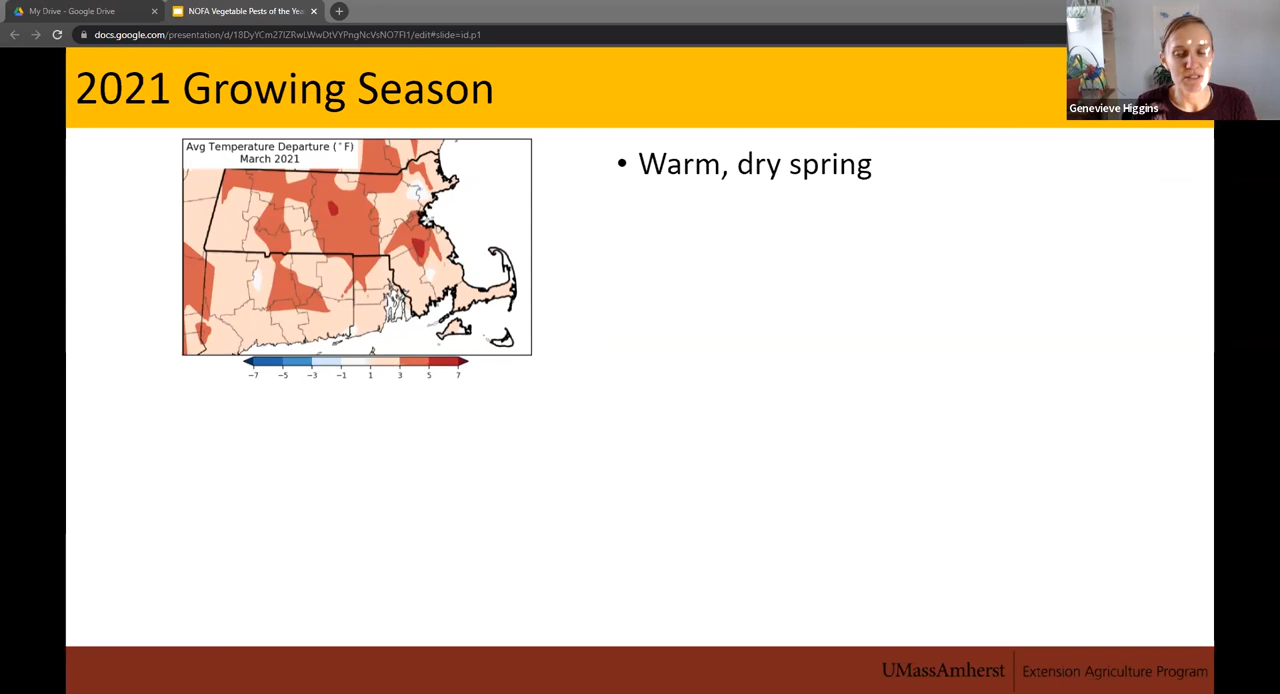 My Drive - Google Drive
NOFA Vegetable Pests of the Yea
docs.google.com/presentation/d/18DyYCm27IZRwLWwDtVYPngNcVsNO7FI1/edit#slide=id.p1
Genevieve Higgins
2021 Growing Season
Avg Temperature Departure (°F)
March 2021
-7 -5 -3 -1 1 3 5 7
• Warm, dry spring
UMassAmherst
Extension Agriculture Program